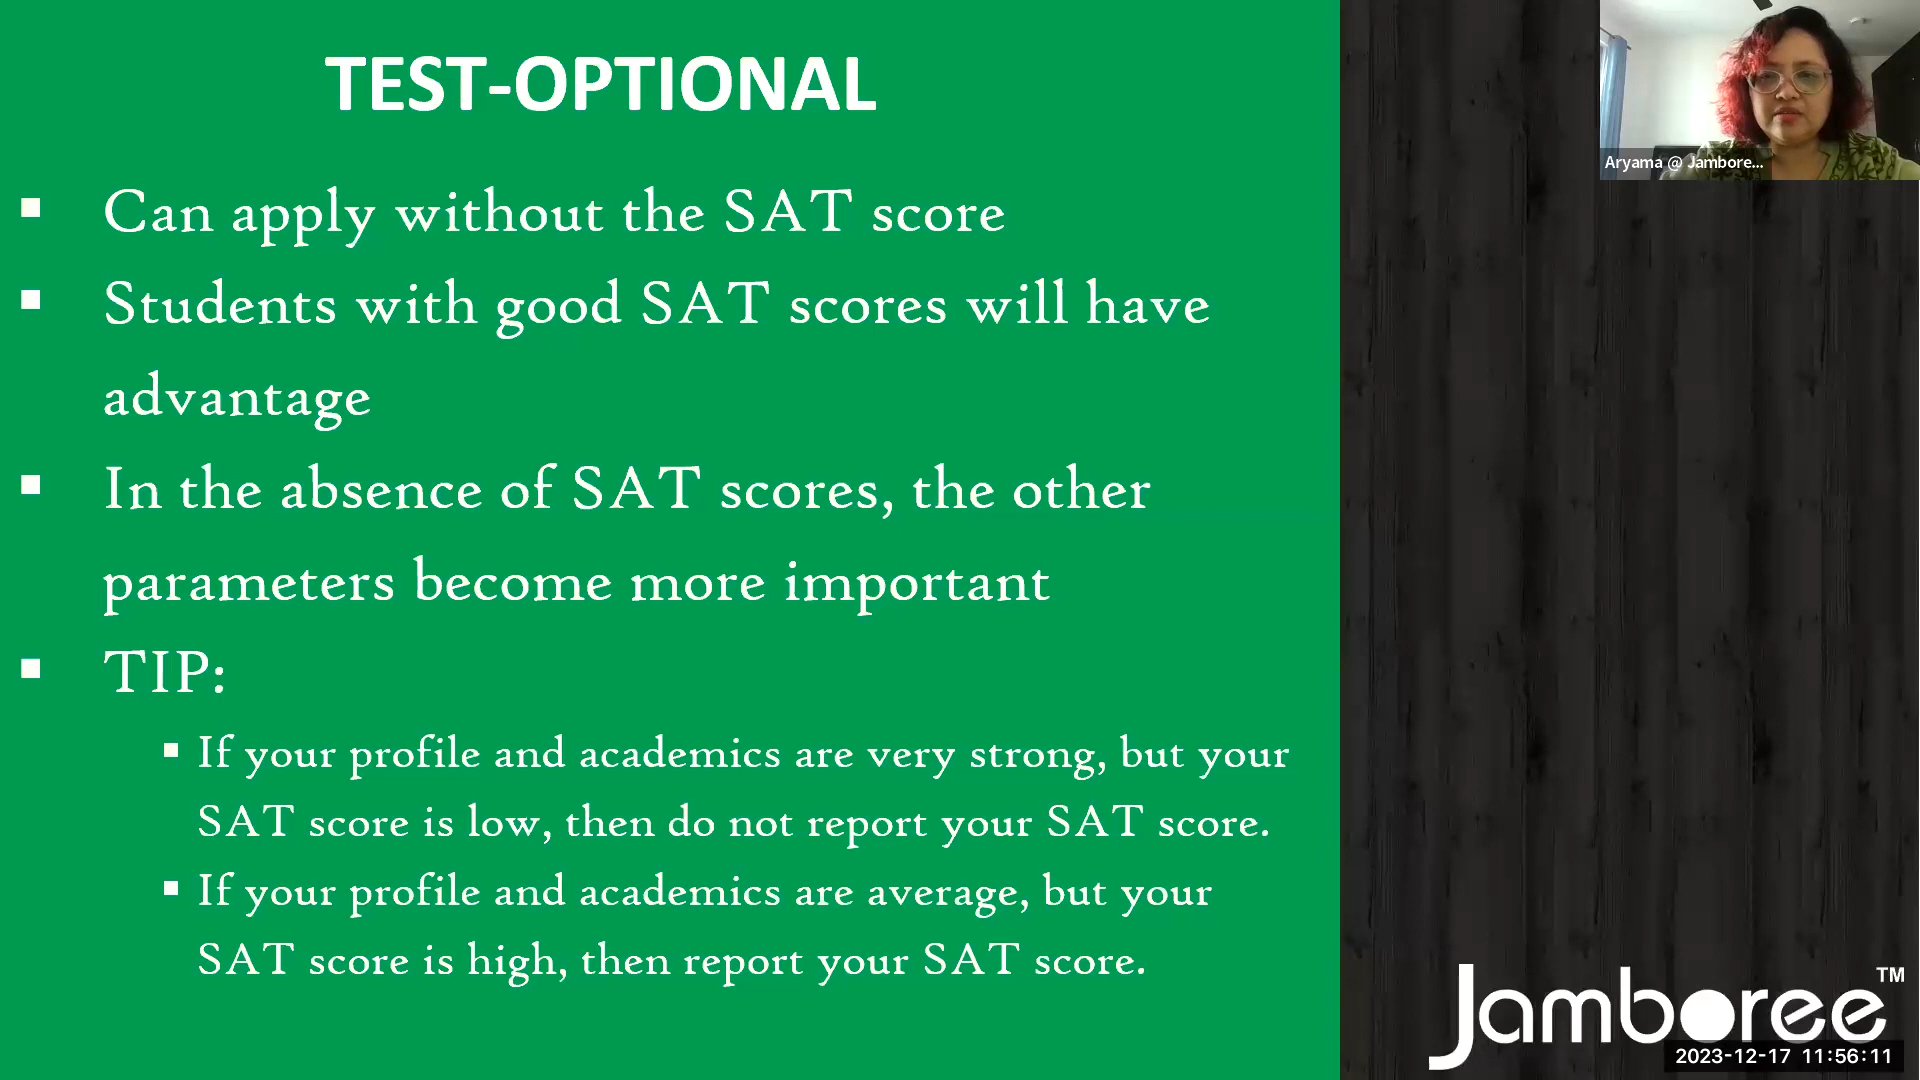 TEST-OPTIONAL
▪ Can apply without the SAT score
▪ Students with good SAT scores will have
advantage
▪ In the absence of SAT scores, the other
parameters become more important
▪ TIP:
▪ If your profile and academics are very strong, but your
SAT score is low, then do not report your SAT score.
▪ If your profile and academics are average, but your
SAT score is high, then report your SAT score.
Aryama @ Jambore...
Jamboree™
2023-12-17 11:56:11